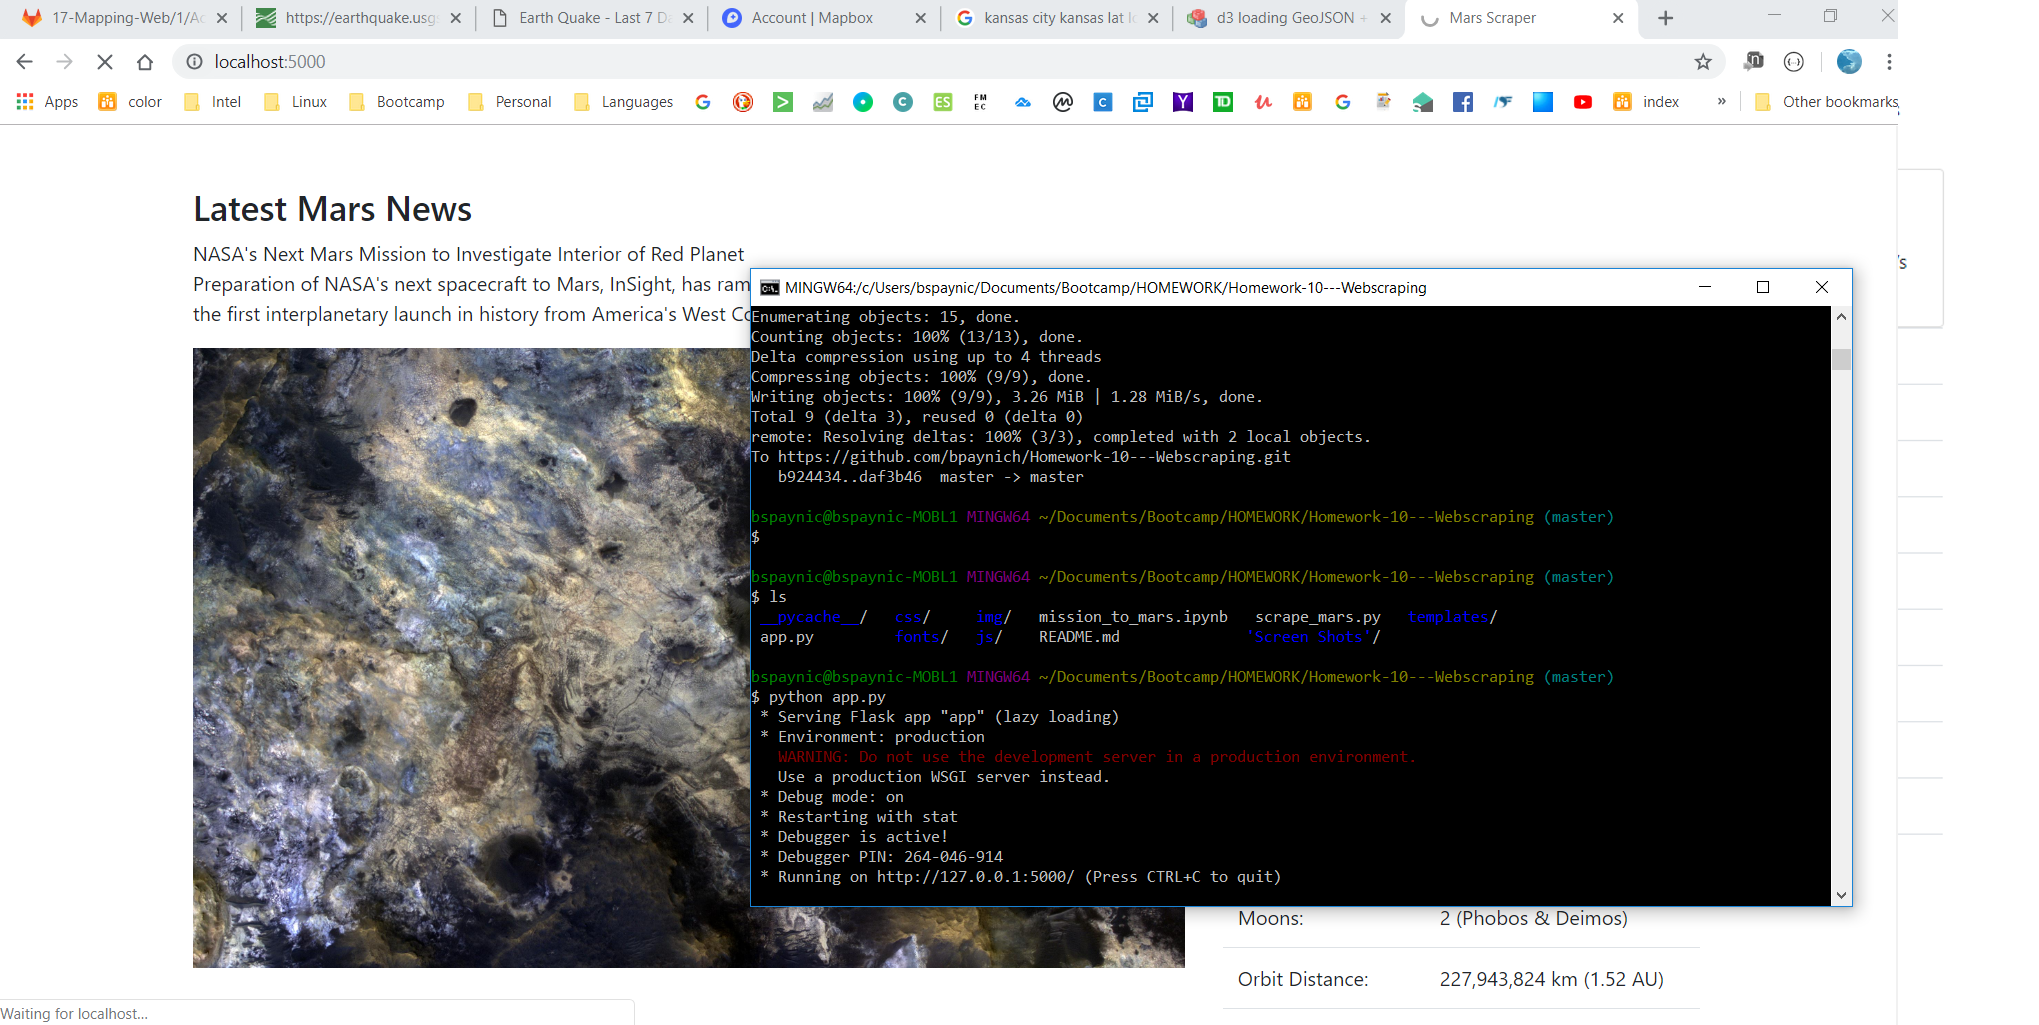 17-Mapping-Web/1/Ac
https://earthquake.usgs
Earth Quake - Last 7 Da
Account | Mapbox
kansas city kansas lat lo
d3 loading GeoJSON +
Mars Scraper
localhost:5000
Apps color Intel Linux Bootcamp Personal Languages ES FM EC index » Other bookmarks
Latest Mars News
NASA's Next Mars Mission to Investigate Interior of Red Planet
Preparation of NASA's next spacecraft to Mars, InSight, has ram
the first interplanetary launch in history from America's West Co
MINGW64:/c/Users/bspaynic/Documents/Bootcamp/HOMEWORK/Homework-10---Webscraping
Enumerating objects: 15, done.
Counting objects: 100% (13/13), done.
Delta compression using up to 4 threads
Compressing objects: 100% (9/9), done.
Writing objects: 100% (9/9), 3.26 MiB | 1.28 MiB/s, done.
Total 9 (delta 3), reused 0 (delta 0)
remote: Resolving deltas: 100% (3/3), completed with 2 local objects.
To https://github.com/bpaynich/Homework-10---Webscraping.git
b924434..daf3b46  master -> master
bspaynic@bspaynic-MOBL1 MINGW64 ~/Documents/Bootcamp/HOMEWORK/Homework-10---Webscraping (master)
$
bspaynic@bspaynic-MOBL1 MINGW64 ~/Documents/Bootcamp/HOMEWORK/Homework-10---Webscraping (master)
$ ls
__pycache__/ css/ img/ mission_to_mars.ipynb scrape_mars.py templates/
app.py fonts/ js/ README.md 'Screen Shots'/
bspaynic@bspaynic-MOBL1 MINGW64 ~/Documents/Bootcamp/HOMEWORK/Homework-10---Webscraping (master)
$ python app.py
* Serving Flask app "app" (lazy loading)
* Environment: production
WARNING: Do not use the development server in a production environment.
Use a production WSGI server instead.
* Debug mode: on
* Restarting with stat
* Debugger is active!
* Debugger PIN: 264-046-914
* Running on http://127.0.0.1:5000/ (Press CTRL+C to quit)
Moons: 2 (Phobos & Deimos)
Orbit Distance: 227,943,824 km (1.52 AU)
Waiting for localhost...